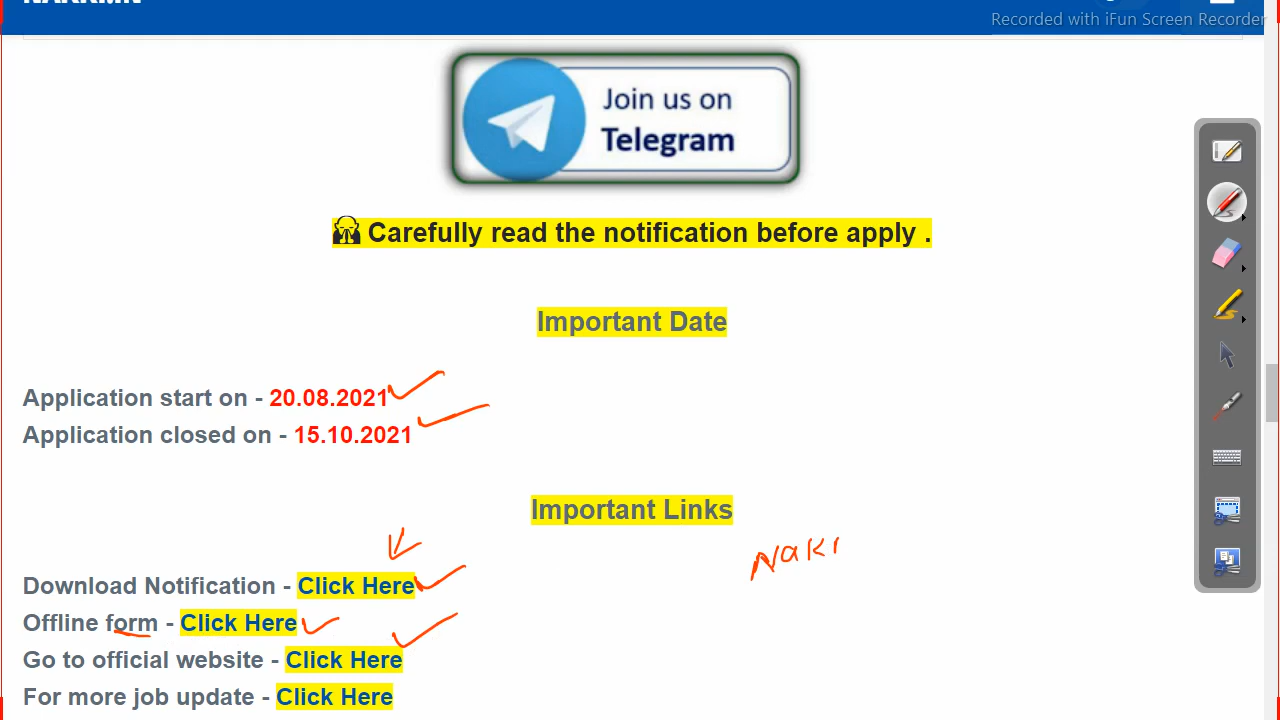 Recorded with iFun Screen Recorder
Join us on
Telegram
Carefully read the notification before apply .
Important Date
Application start on - 20.08.2021
Application closed on - 15.10.2021
Important Links
Nakr
Download Notification - Click Here
Offline form - Click Here
Go to official website - Click Here
For more job update - Click Here